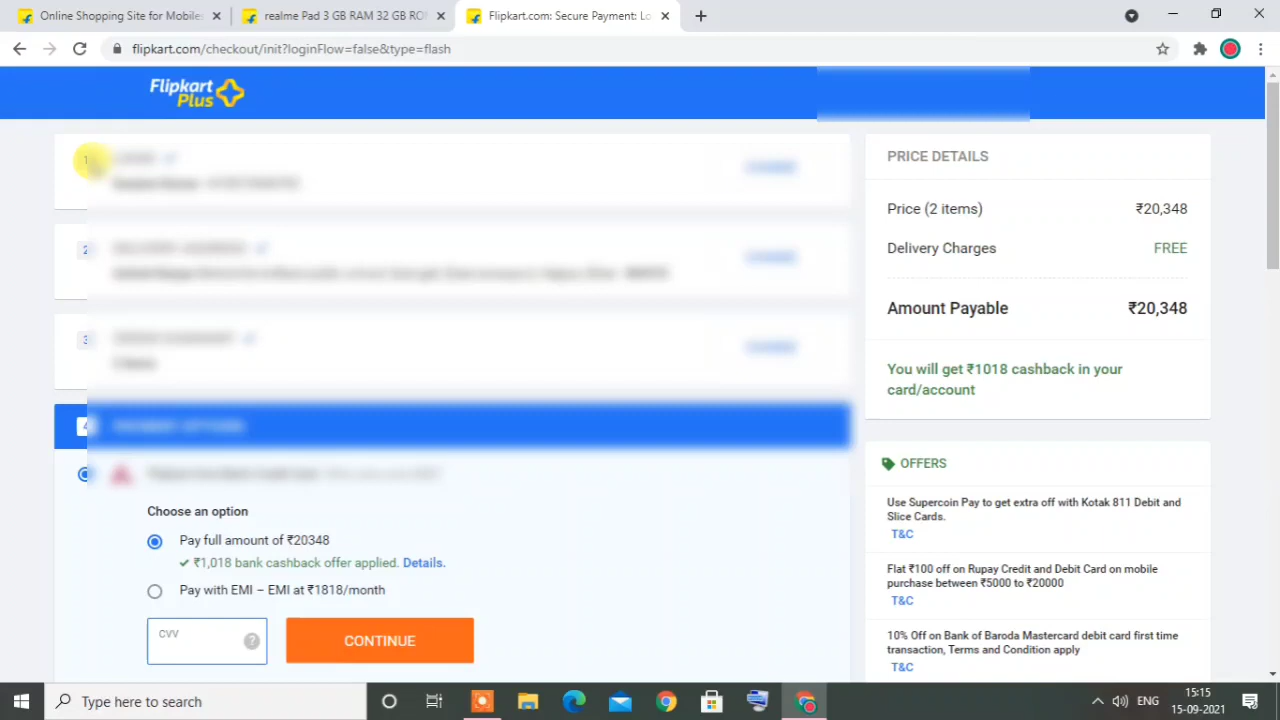 Online Shopping Site for Mobiles
realme Pad 3 GB RAM 32 GB ROM
Flipkart.com: Secure Payment: Lo
flipkart.com/checkout/init?loginFlow=false&type=flash
Flipkart
Plus
1
2
3
4
PRICE DETAILS
Price (2 items) ₹20,348
Delivery Charges FREE
Amount Payable ₹20,348
You will get ₹1018 cashback in your
card/account
Choose an option
Pay full amount of ₹20348
₹1,018 bank cashback offer applied. Details.
Pay with EMI – EMI at ₹1818/month
CVV ?
CONTINUE
OFFERS
Use Supercoin Pay to get extra off with Kotak 811 Debit and
Slice Cards.
T&C
Flat ₹100 off on Rupay Credit and Debit Card on mobile
purchase between ₹5000 to ₹20000
T&C
10% Off on Bank of Baroda Mastercard debit card first time
transaction, Terms and Condition apply
T&C
Type here to search
ENG
15:15
15-09-2021